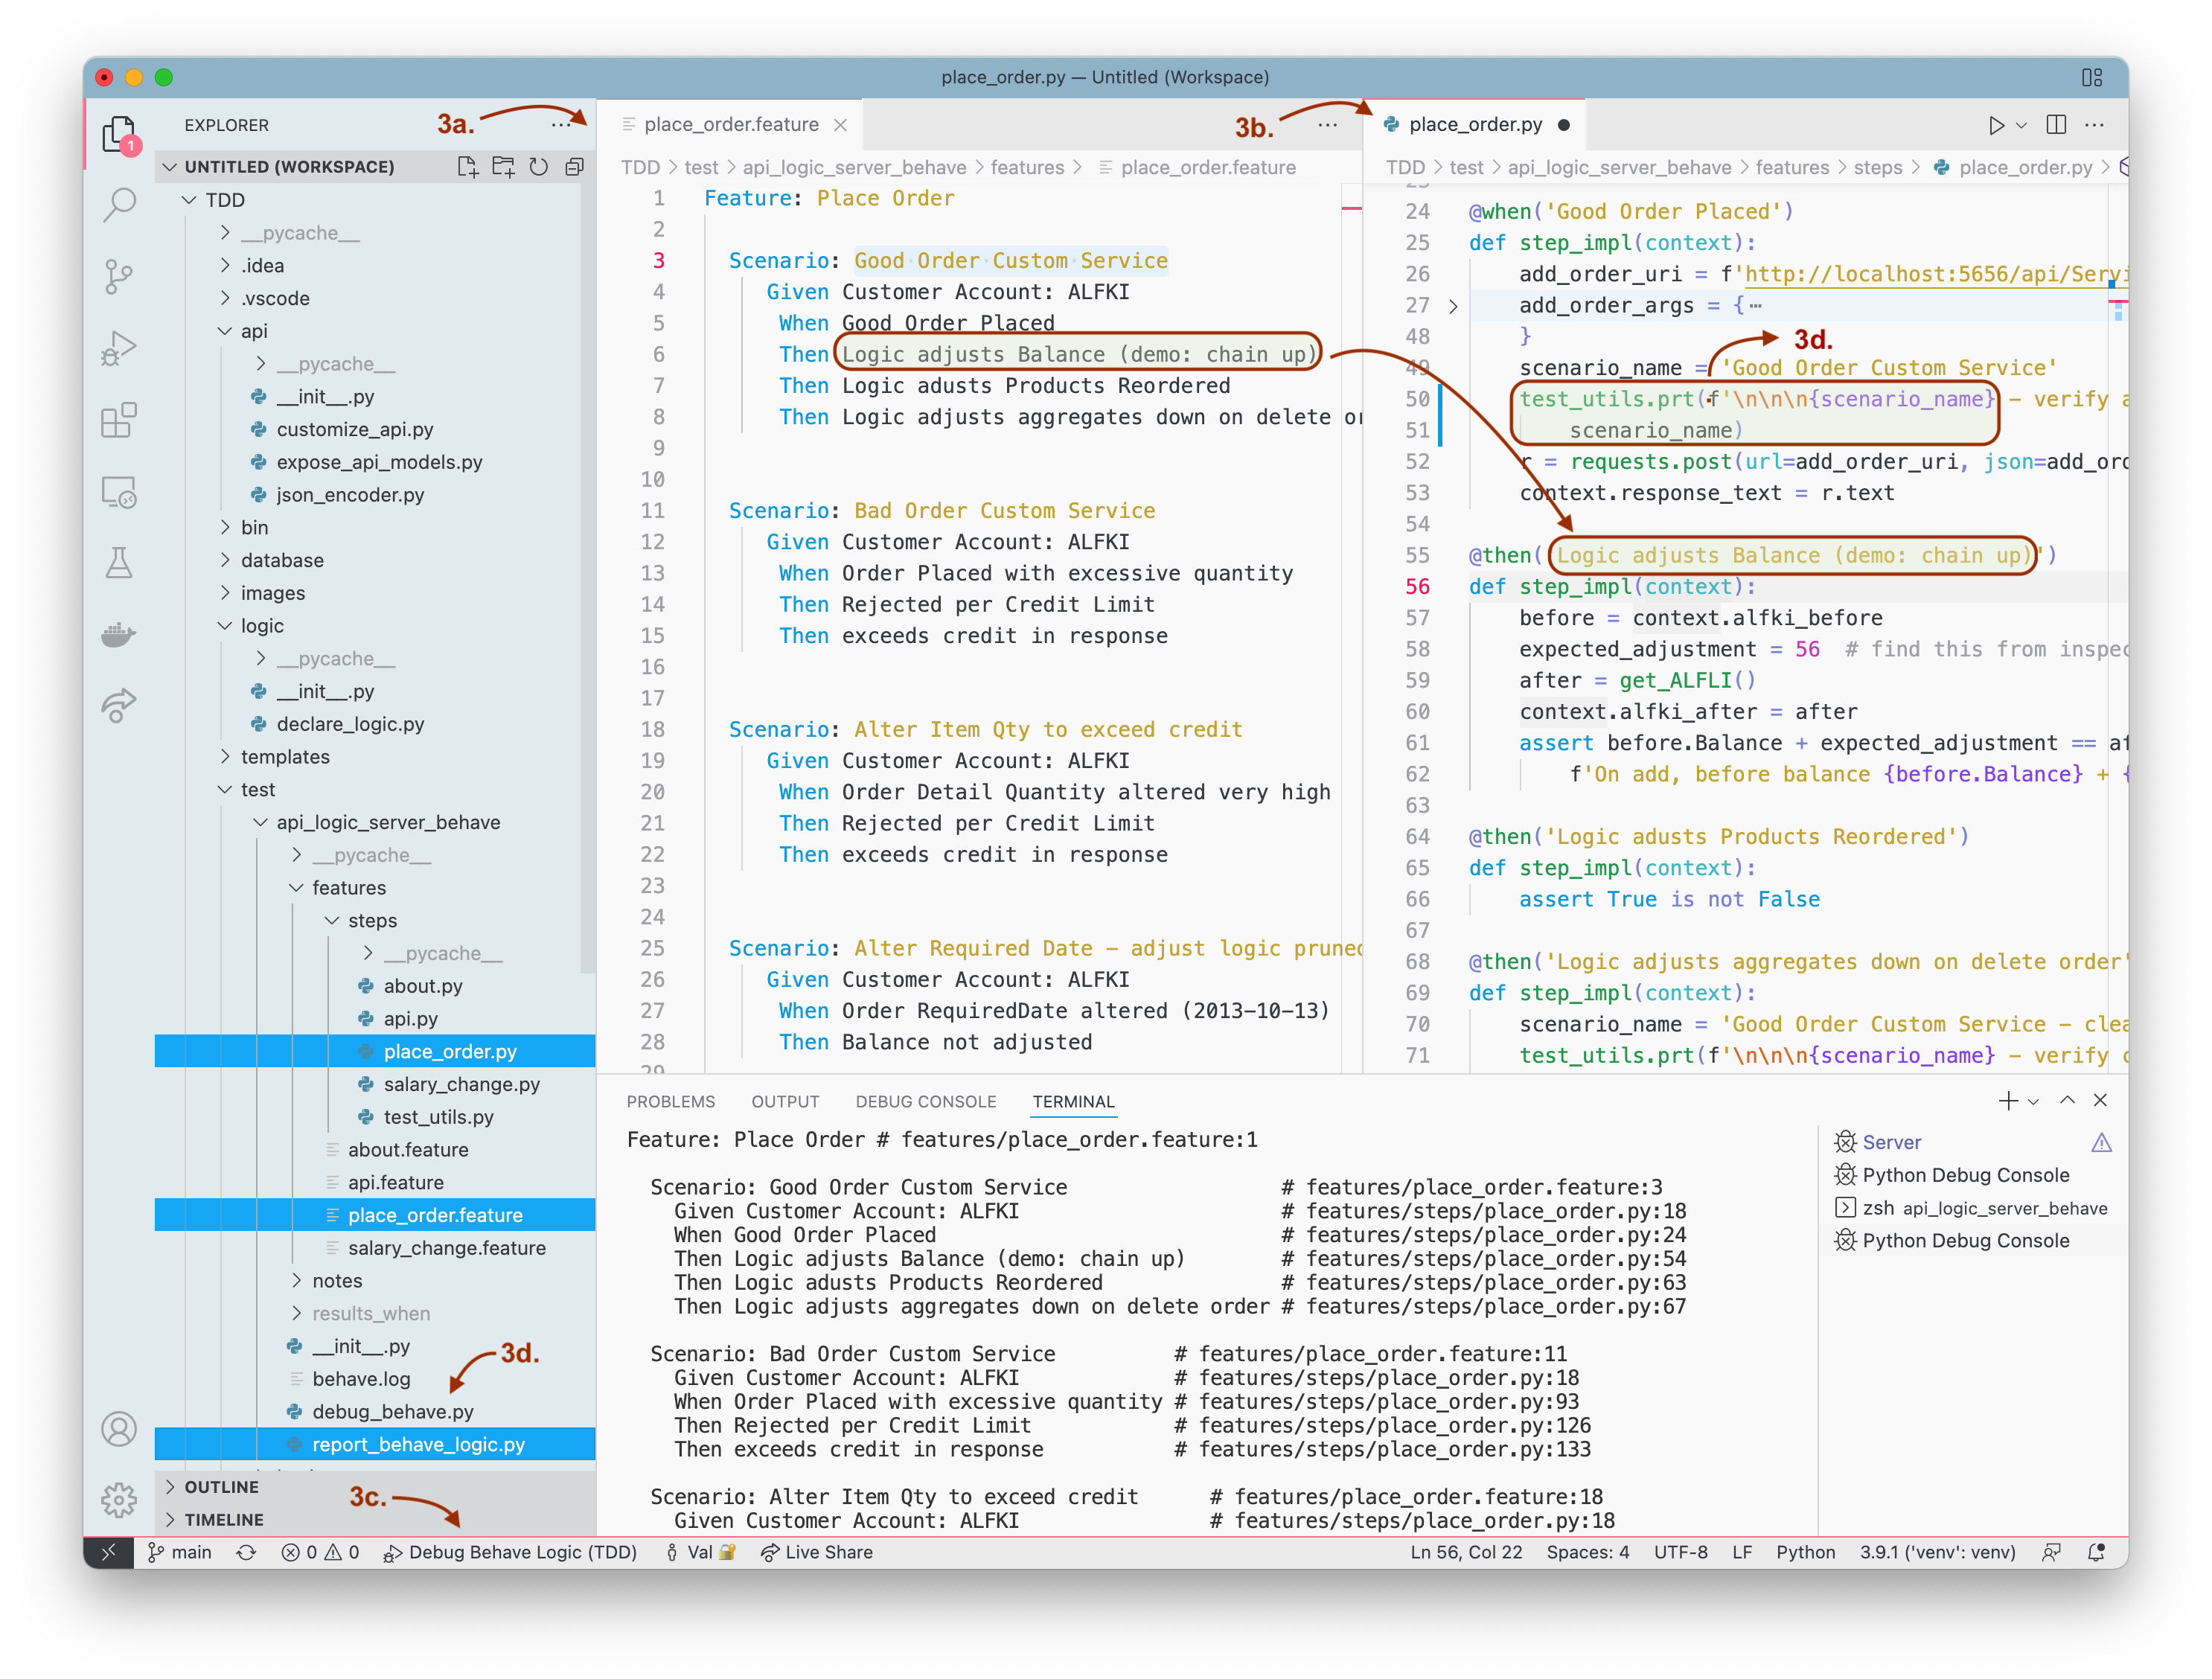 place_order.py — Untitled (Workspace)
EXPLORER
3a.
1
UNTITLED (WORKSPACE)
TDD
__pycache__
.idea
.vscode
api
__pycache__
__init__.py
customize_api.py
expose_api_models.py
json_encoder.py
bin
database
images
logic
__pycache__
__init__.py
declare_logic.py
templates
test
api_logic_server_behave
__pycache__
features
steps
__pycache__
about.py
api.py
place_order.py
salary_change.py
test_utils.py
about.feature
api.feature
place_order.feature
salary_change.feature
notes
results_when
__init__.py
3d.
behave.log
debug_behave.py
report_behave_logic.py
OUTLINE
3c.
TIMELINE
place_order.feature
3b.
TDD > test > api_logic_server_behave > features > place_order.feature
1 Feature: Place Order
2
3 Scenario: Good Order Custom Service
4 Given Customer Account: ALFKI
5 When Good Order Placed
6 Then Logic adjusts Balance (demo: chain up)
7 Then Logic adusts Products Reordered
8 Then Logic adjusts aggregates down on delete or
9
10
11 Scenario: Bad Order Custom Service
12 Given Customer Account: ALFKI
13 When Order Placed with excessive quantity
14 Then Rejected per Credit Limit
15 Then exceeds credit in response
16
17
18 Scenario: Alter Item Qty to exceed credit
19 Given Customer Account: ALFKI
20 When Order Detail Quantity altered very high
21 Then Rejected per Credit Limit
22 Then exceeds credit in response
23
24
25 Scenario: Alter Required Date - adjust logic pruned
26 Given Customer Account: ALFKI
27 When Order RequiredDate altered (2013-10-13)
28 Then Balance not adjusted
29
place_order.py
TDD > test > api_logic_server_behave > features > steps > place_order.py >
24 @when('Good Order Placed')
25 def step_impl(context):
26 add_order_uri = f'http://localhost:5656/api/Servi
27 add_order_args = {…
48 }
3d.
49 scenario_name = 'Good Order Custom Service'
50 test_utils.prt(f'\n\n\n{scenario_name} - verify a
51 scenario_name)
52 r = requests.post(url=add_order_uri, json=add_ord
53 context.response_text = r.text
54
55 @then('Logic adjusts Balance (demo: chain up)')
56 def step_impl(context):
57 before = context.alfki_before
58 expected_adjustment = 56 # find this from inspec
59 after = get_ALFLI()
60 context.alfki_after = after
61 assert before.Balance + expected_adjustment == af
62 f'On add, before balance {before.Balance} + {
63
64 @then('Logic adusts Products Reordered')
65 def step_impl(context):
66 assert True is not False
67
68 @then('Logic adjusts aggregates down on delete order'
69 def step_impl(context):
70 scenario_name = 'Good Order Custom Service - clea
71 test_utils.prt(f'\n\n\n{scenario_name} - verify
PROBLEMS OUTPUT DEBUG CONSOLE TERMINAL
Feature: Place Order # features/place_order.feature:1
Scenario: Good Order Custom Service # features/place_order.feature:3
Given Customer Account: ALFKI # features/steps/place_order.py:18
When Good Order Placed # features/steps/place_order.py:24
Then Logic adjusts Balance (demo: chain up) # features/steps/place_order.py:54
Then Logic adusts Products Reordered # features/steps/place_order.py:63
Then Logic adjusts aggregates down on delete order # features/steps/place_order.py:67
Scenario: Bad Order Custom Service # features/place_order.feature:11
Given Customer Account: ALFKI # features/steps/place_order.py:18
When Order Placed with excessive quantity # features/steps/place_order.py:93
Then Rejected per Credit Limit # features/steps/place_order.py:126
Then exceeds credit in response # features/steps/place_order.py:133
Scenario: Alter Item Qty to exceed credit # features/place_order.feature:18
Given Customer Account: ALFKI # features/steps/place_order.py:18
Server
Python Debug Console
zsh api_logic_server_behave
Python Debug Console
main 0 0 Debug Behave Logic (TDD) Val Live Share Ln 56, Col 22 Spaces: 4 UTF-8 LF Python 3.9.1 ('venv': venv)